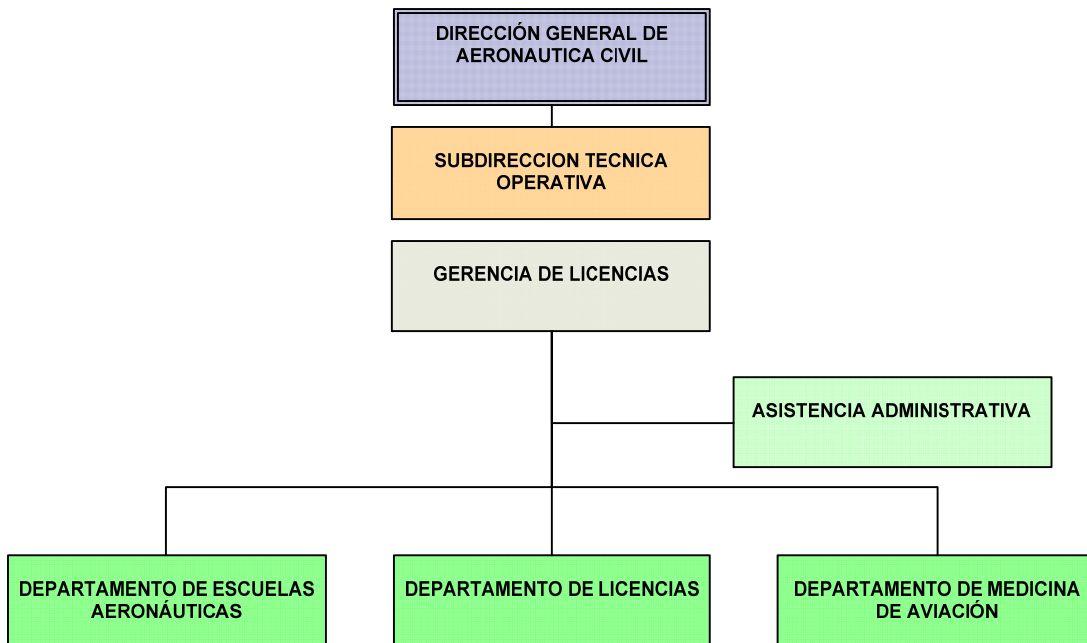 DIRECCIÓN GENERAL DE
AERONAUTICA CIVIL
SUBDIRECCION TECNICA
OPERATIVA
GERENCIA DE LICENCIAS
ASISTENCIA ADMINISTRATIVA
DEPARTAMENTO DE ESCUELAS
AERONÁUTICAS
DEPARTAMENTO DE LICENCIAS
DEPARTAMENTO DE MEDICINA
DE AVIACIÓN